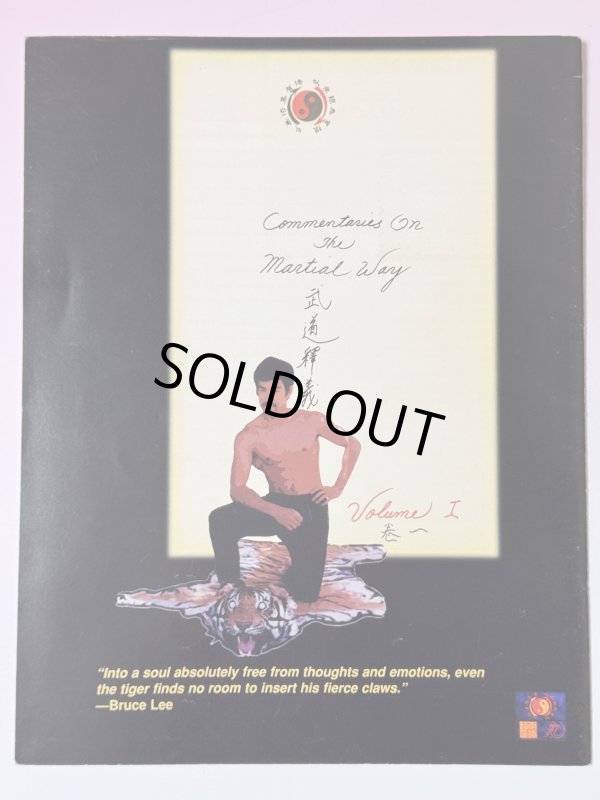 Commentaries On
The
Martial Way
武
道
釋
義
SOLD OUT
Volume I
卷一
“Into a soul absolutely free from thoughts and emotions, even
the tiger finds no room to insert his fierce claws.”
—Bruce Lee